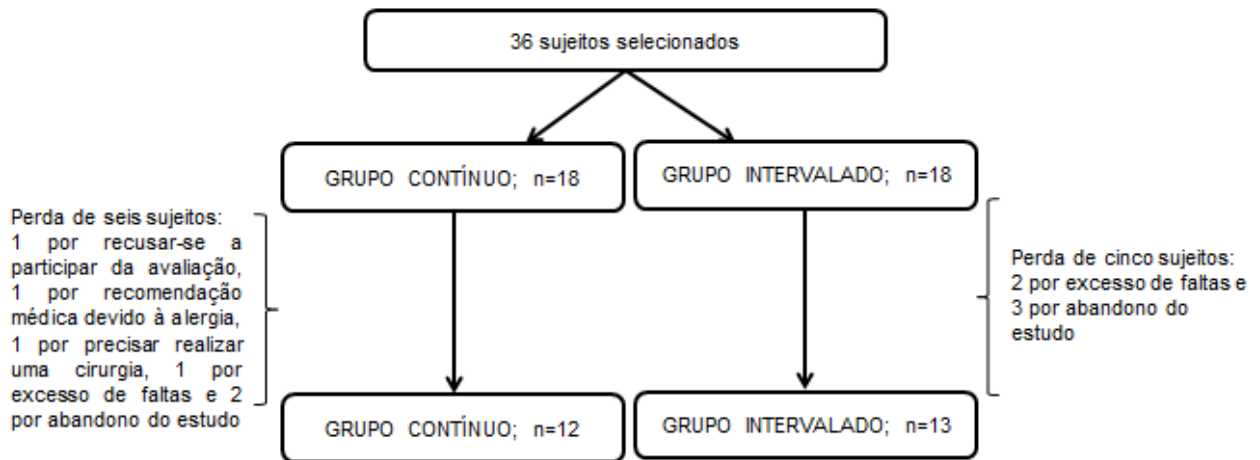 36 sujeitos selecionados
GRUPO CONTÍNUO; n=18
GRUPO INTERVALADO; n=18
Perda de seis sujeitos:
1 por recusar-se a
participar da avaliação,
1 por recomendação
médica devido à alergia,
1 por precisar realizar
uma cirurgia, 1 por
excesso de faltas e 2
por abandono do estudo
Perda de cinco sujeitos:
2 por excesso de faltas e
3 por abandono do
estudo
GRUPO CONTÍNUO; n=12
GRUPO INTERVALADO; n=13